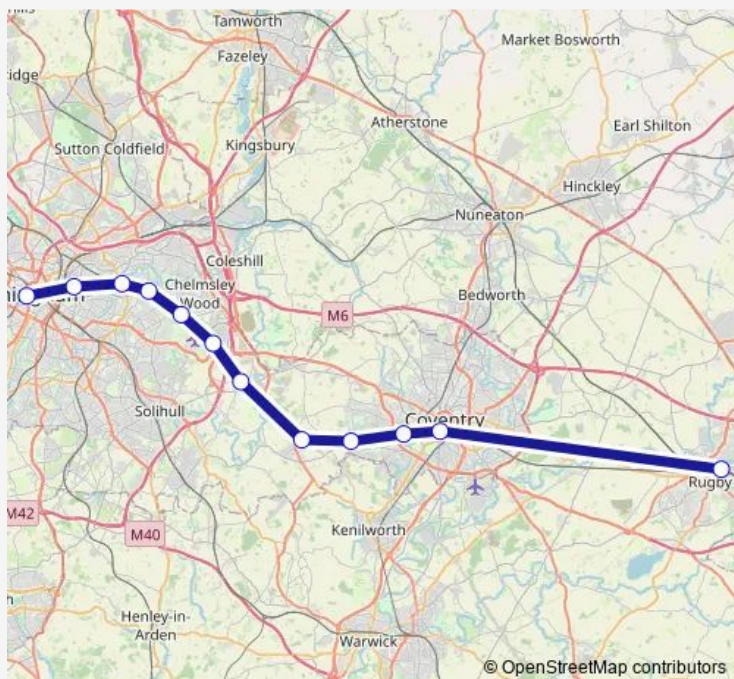 Tamworth
Market Bosworth
Fazeley
ridge
Atherstone
Earl Shilton
Sutton Coldfield
Kingsbury
Hinckley
Nuneaton
Coleshill
Chelmsley
Wood
Bedworth
M6
Solihull
Coventry
Rugby
M42
Kenilworth
M40
Henley-in-
Arden
Warwick
© OpenStreetMap contributors